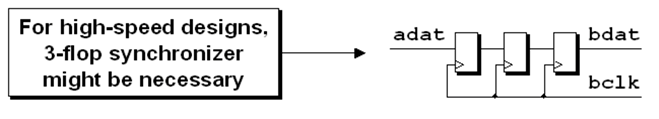 For high-speed designs,
3-flop synchronizer
might be necessary
adat
bdat
bclk